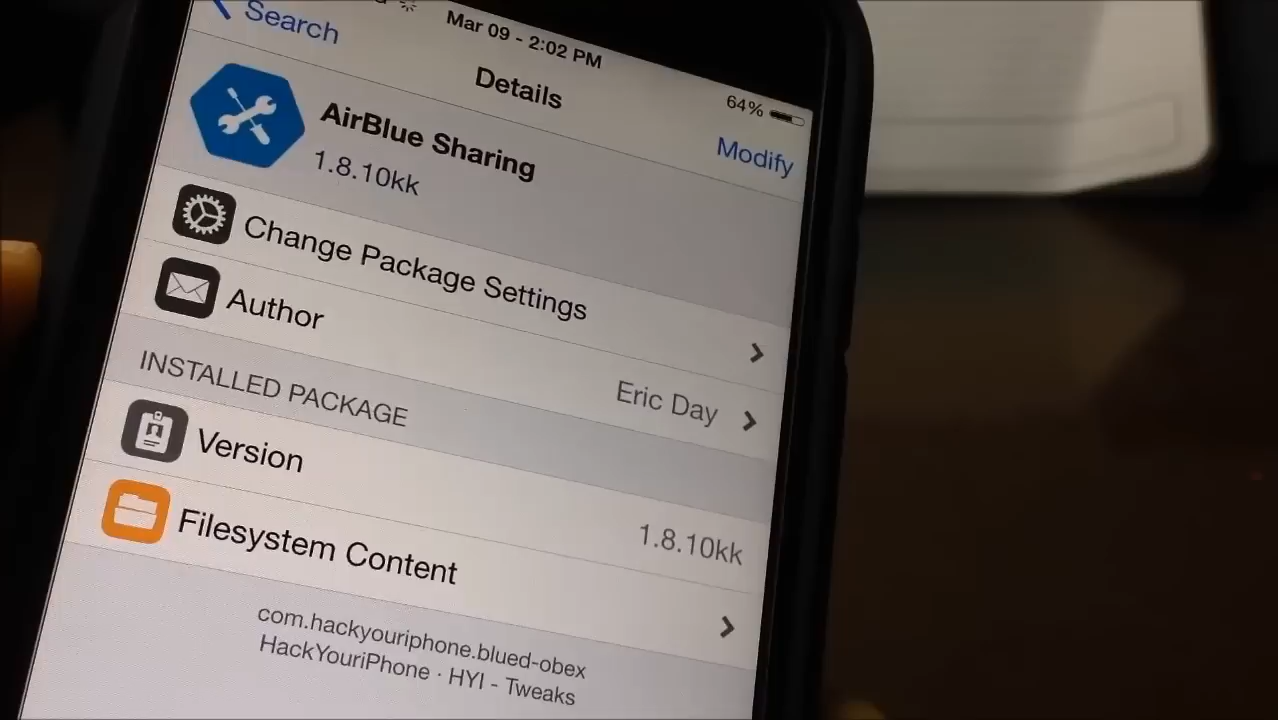 Mar 09 - 2:02 PM
64%
Search
Details
Modify
AirBlue Sharing
1.8.10kk
Change Package Settings
Author
Eric Day
INSTALLED PACKAGE
Version
1.8.10kk
Filesystem Content
com.hackyouriphone.blued-obex
HackYouriPhone · HYI - Tweaks